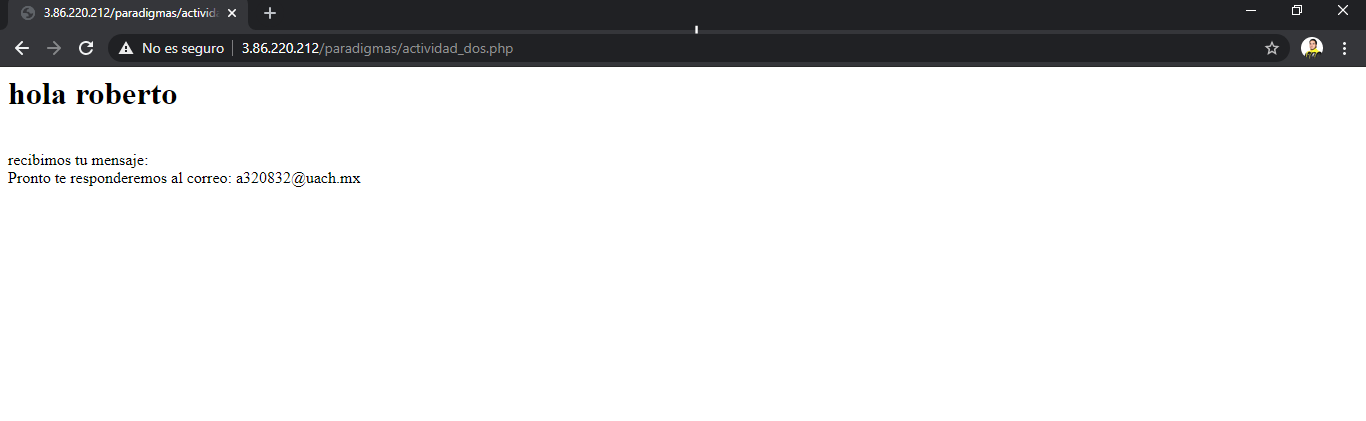 3.86.220.212/paradigmas/activid
No es seguro 3.86.220.212/paradigmas/actividad_dos.php
hola roberto
recibimos tu mensaje:
Pronto te responderemos al correo: a320832@uach.mx